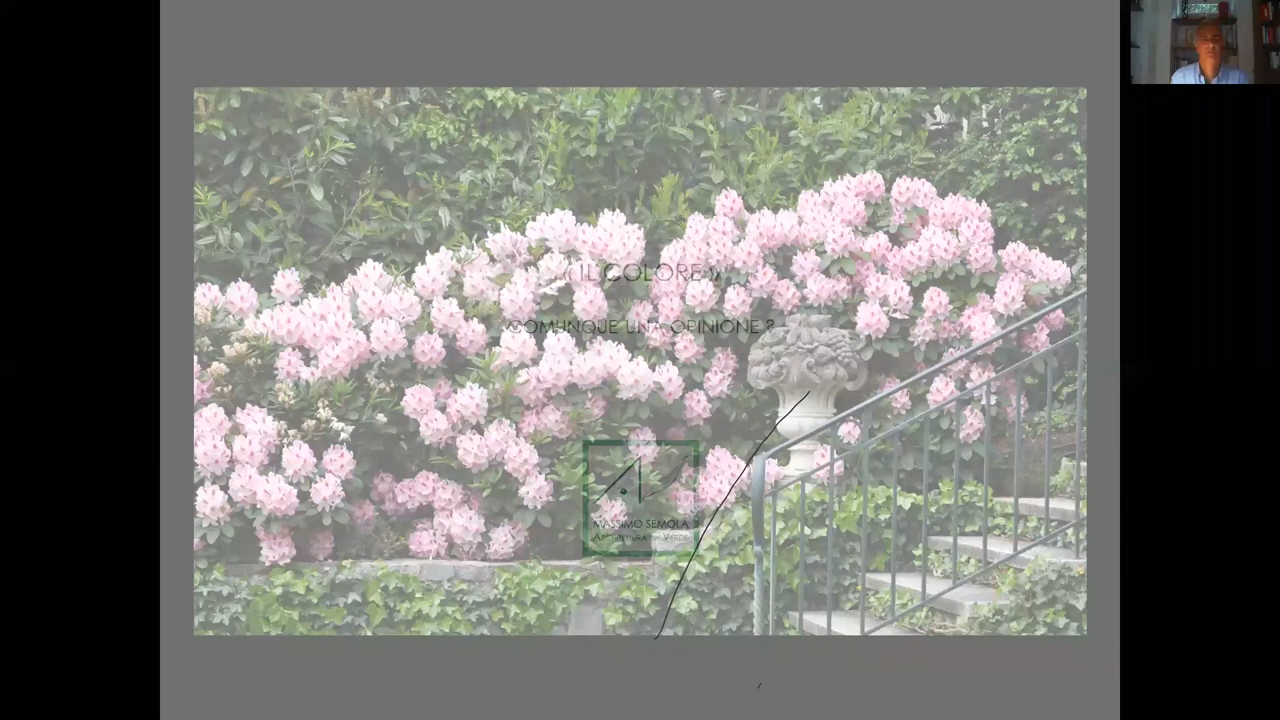 «IL COLORE»
COMUNQUE UNA OPINIONE ?
MASSIMO SEMOLA
ARCHITETTURA DEL VERDE